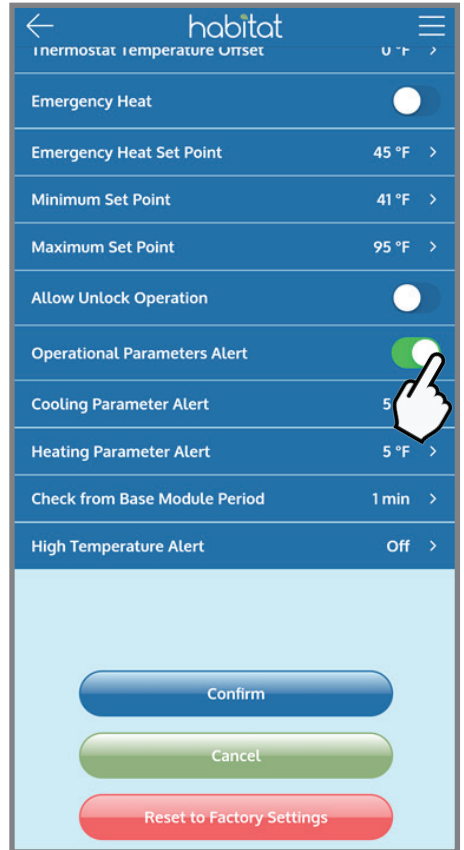 habitat
Thermostat Temperature Offset 0 °F >
Emergency Heat
Emergency Heat Set Point 45 °F >
Minimum Set Point 41 °F >
Maximum Set Point 95 °F >
Allow Unlock Operation
Operational Parameters Alert
Cooling Parameter Alert 5
Heating Parameter Alert 5 °F >
Check from Base Module Period 1 min >
High Temperature Alert Off >
Confirm
Cancel
Reset to Factory Settings